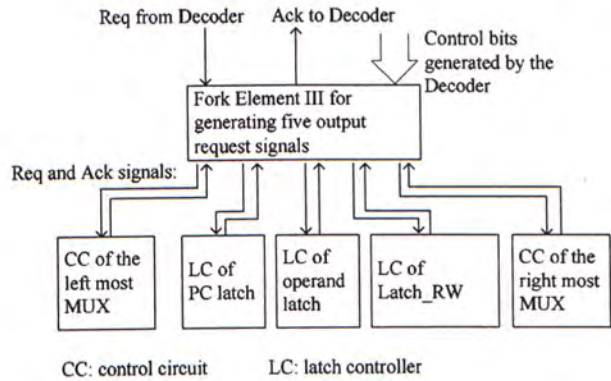 Req from Decoder
Ack to Decoder
Control bits
generated by the
Decoder
Fork Element III for
generating five output
request signals
Req and Ack signals:
CC of the
left most
MUX
LC of
PC latch
LC of
operand
latch
LC of
Latch_RW
CC of the
right most
MUX
CC: control circuit
LC: latch controller